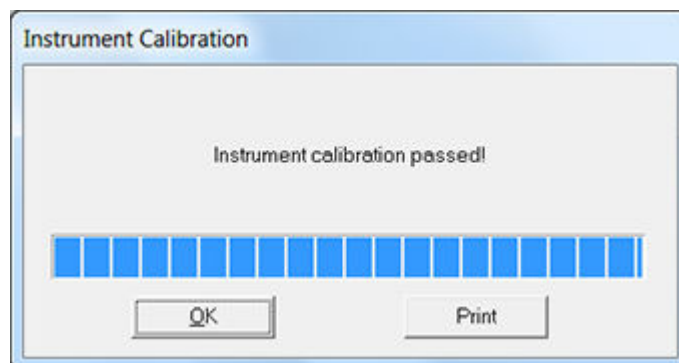 Instrument Calibration
Instrument calibration passed!
OK
Print